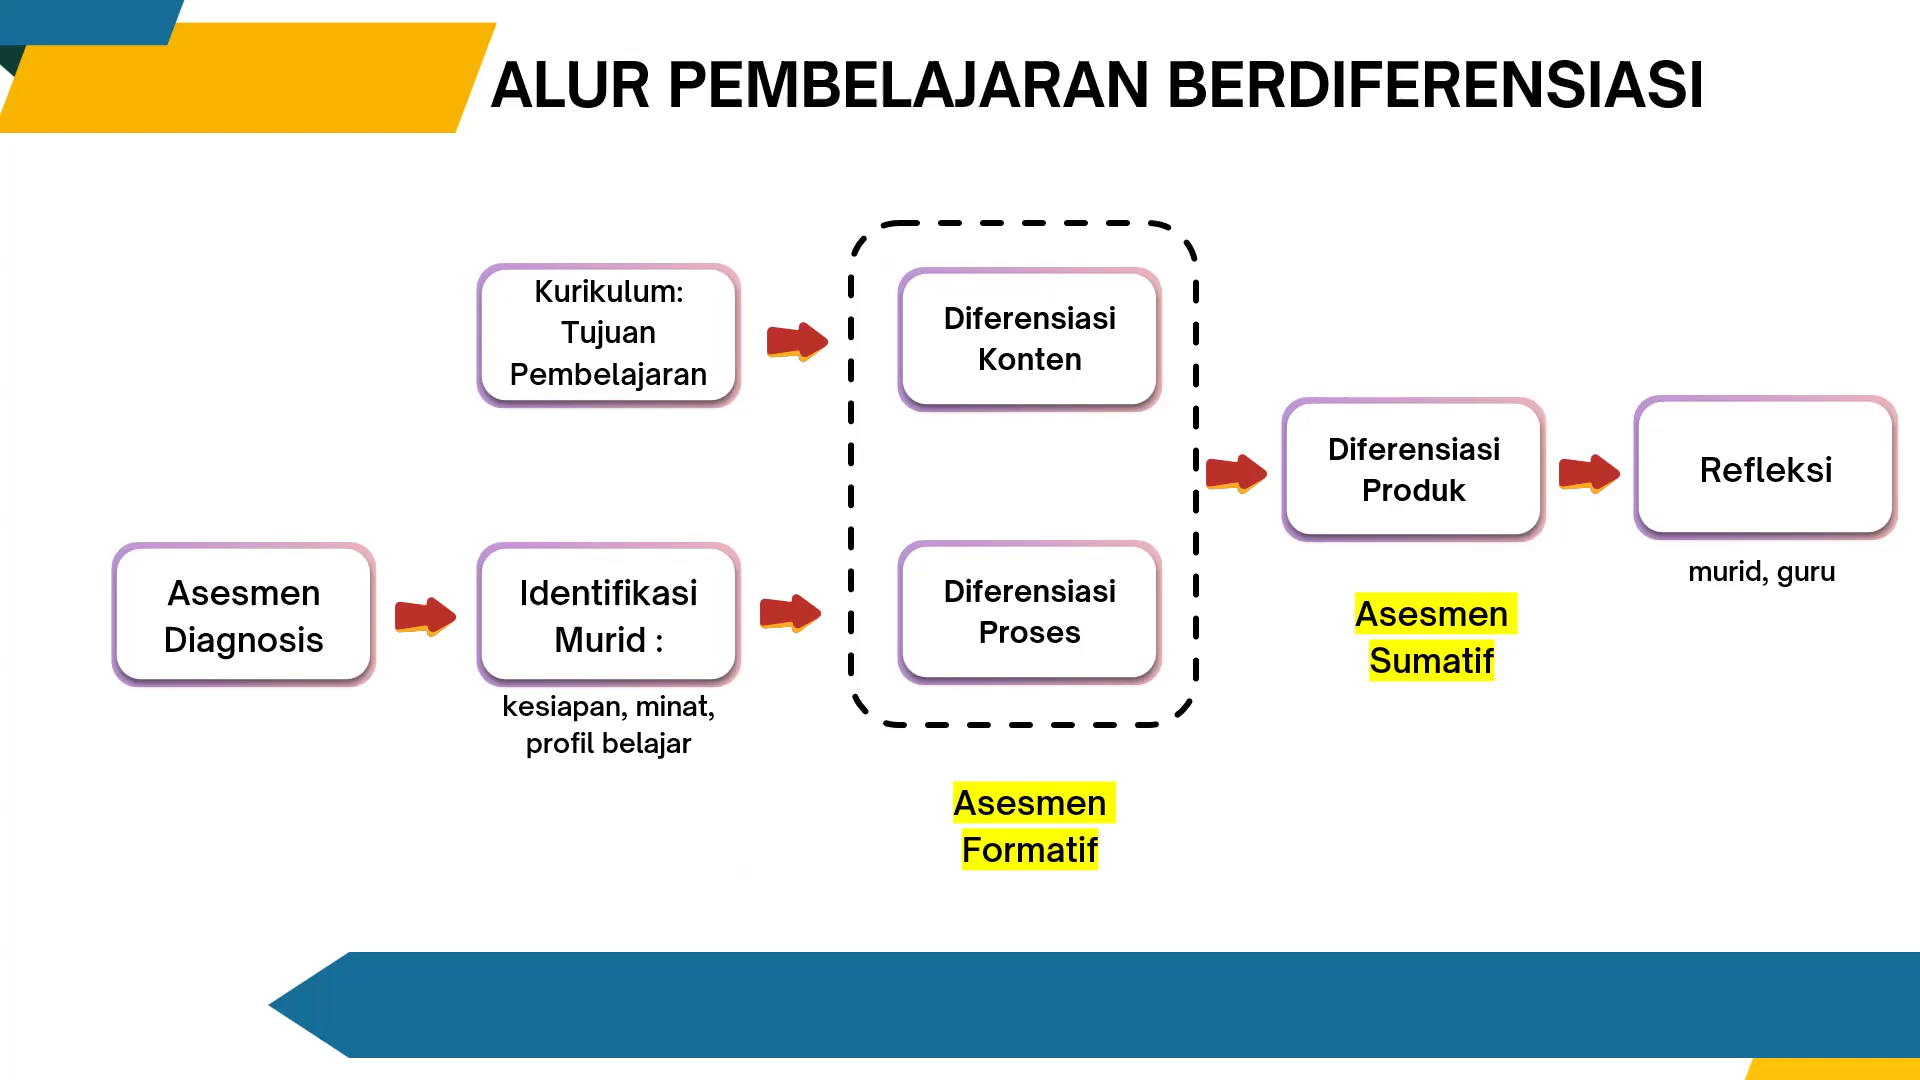 ALUR PEMBELAJARAN BERDIFERENSIASI
Kurikulum:
Tujuan
Pembelajaran
Diferensiasi
Konten
Asesmen
Diagnosis
Identifikasi
Murid :
kesiapan, minat,
profil belajar
Diferensiasi
Proses
Asesmen
Formatif
Diferensiasi
Produk
Asesmen
Sumatif
Refleksi
murid, guru